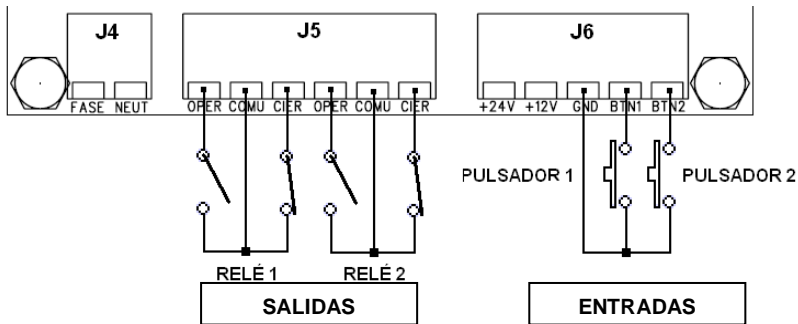 J4 J5 J6
FASE NEUT OPER COMU CIER OPER COMU CIER +24V +12V GND BTN1 BTN2
PULSADOR 1 PULSADOR 2
RELÉ 1 RELÉ 2
SALIDAS ENTRADAS